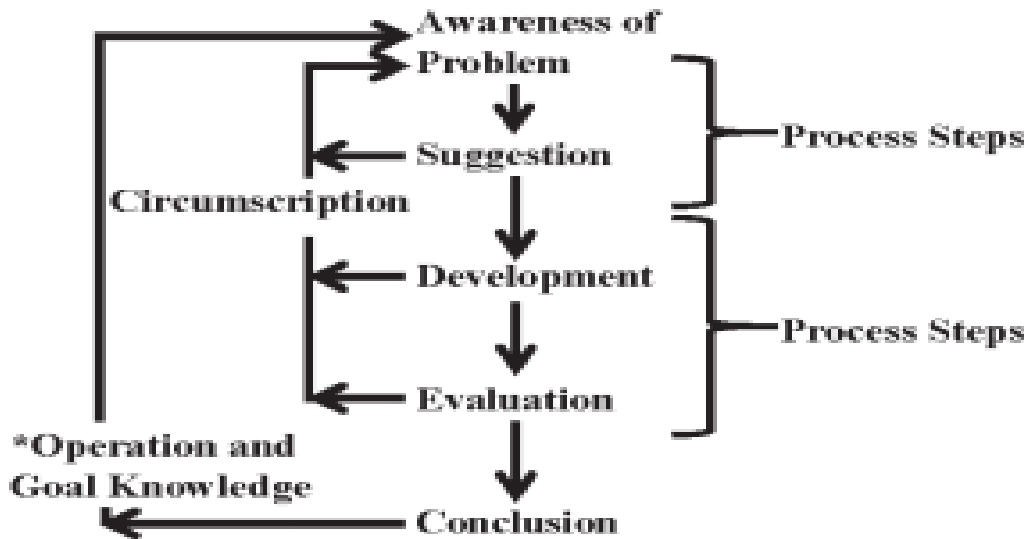 Awareness of
Problem
Process Steps
Suggestion
Circumscription
Development
Process Steps
Evaluation
*Operation and
Goal Knowledge
Conclusion